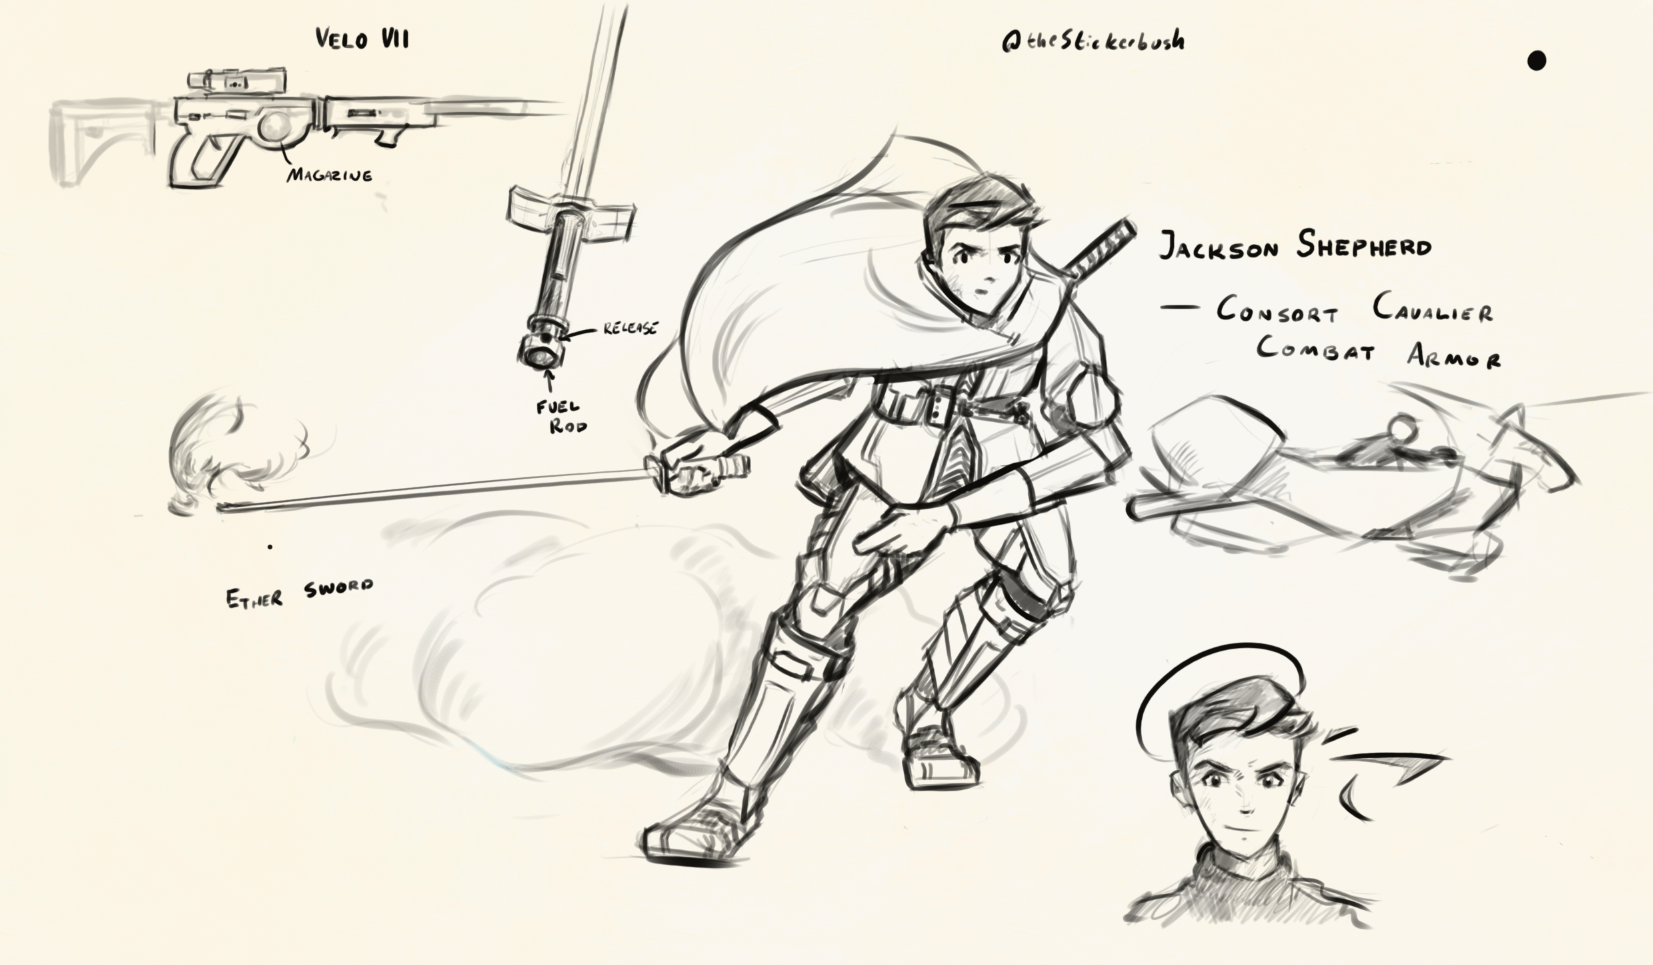 VELO VII
@theStickerbush
MAGAZINE
JACKSON SHEPHERD
— CONSORT CAVALIER
COMBAT ARMOR
RELEASE
FUEL
ROD
ETHER SWORD